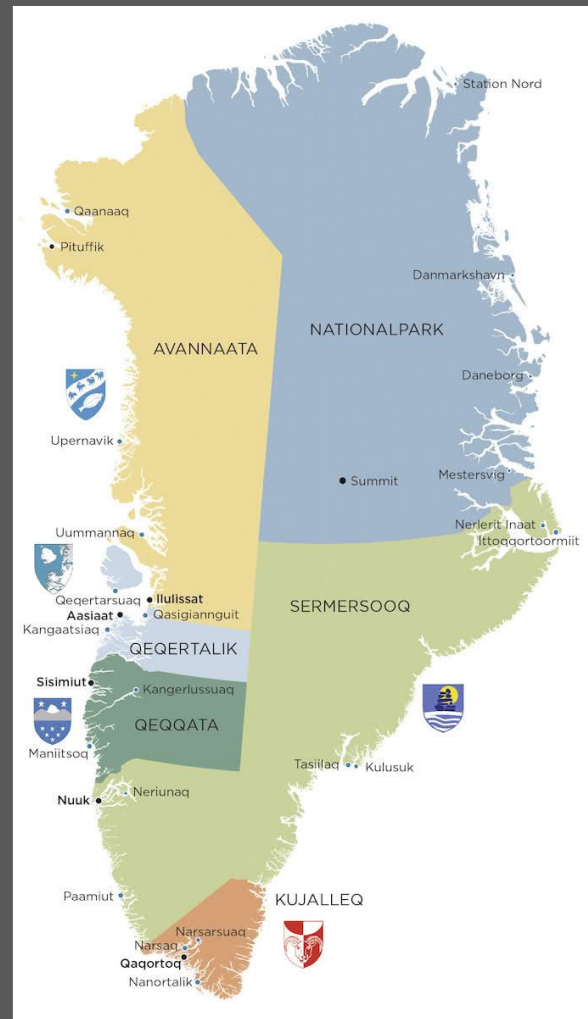 Station Nord
Qaanaaq
Pituffik
Danmarkshavn
NATIONALPARK
AVANNAATA
Daneborg
Upernavik
Mestersvig
Summit
Nerlerit Inaat
Uummannaq
Ittoqqortoormiit
Qeqertarsuaq
Ilulissat
SERMERSOOQ
Aasiaat
Qasigiannguit
Kangaatsiaq
QEQERTALIK
Sisimiut
Kangerlussuaq
QEQQATA
Maniitsoq
Tasiilaq
Kulusuk
Neriunaq
Nuuk
Paamiut
KUJALLEQ
Narsarsuaq
Narsaq
Qaqortoq
Nanortalik